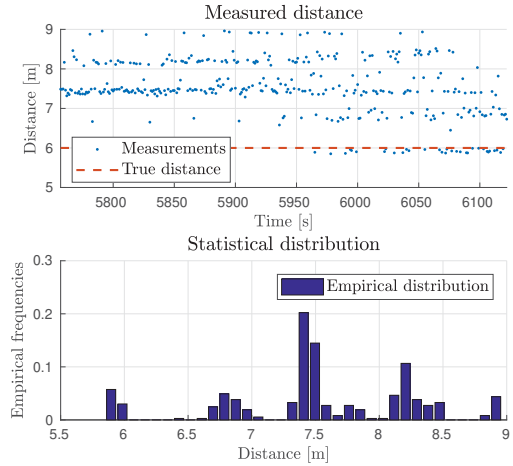 Measured distance
9
8
7
6
5
Distance [m]
Measurements
True distance
5800 5850 5900 5950 6000 6050 6100
Time [s]
Statistical distribution
0.3
0.2
0.1
0
Empirical frequencies
Empirical distribution
5.5 6 6.5 7 7.5 8 8.5 9
Distance [m]